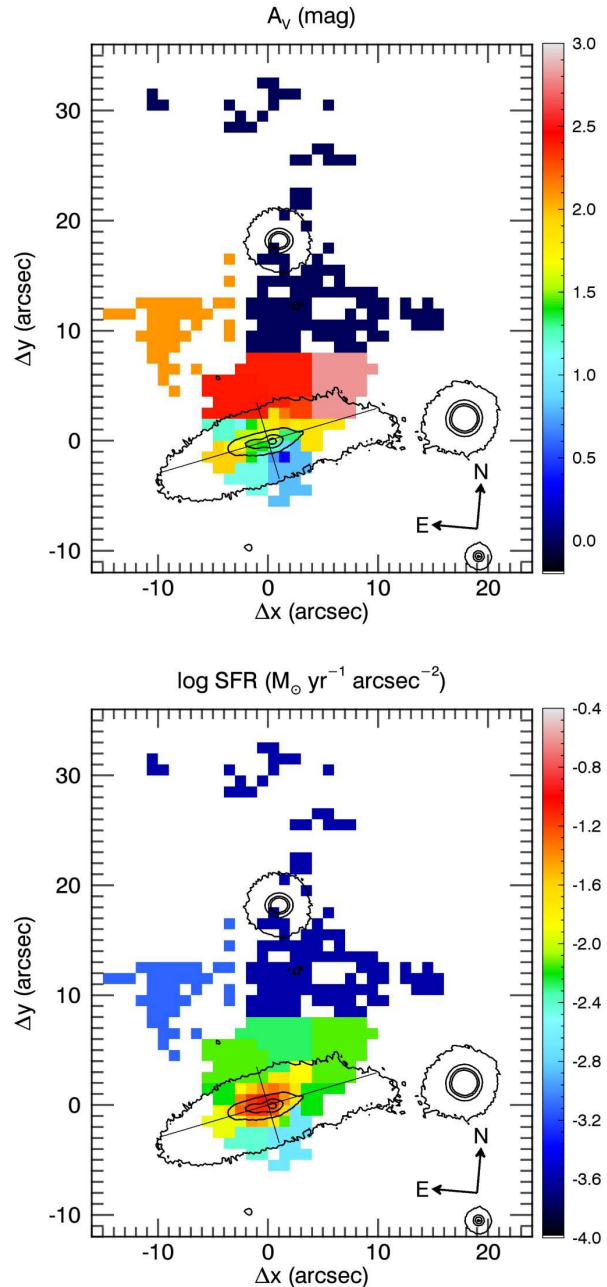 A_V (mag)
30
20
10
0
-10
Δy (arcsec)
-10 0 10 20
Δx (arcsec)
N
E
3.0
2.5
2.0
1.5
1.0
0.5
0.0
log SFR (M☉ yr⁻¹ arcsec⁻²)
30
20
10
0
-10
Δy (arcsec)
-10 0 10 20
Δx (arcsec)
N
E
-0.4
-0.8
-1.2
-1.6
-2.0
-2.4
-2.8
-3.2
-3.6
-4.0